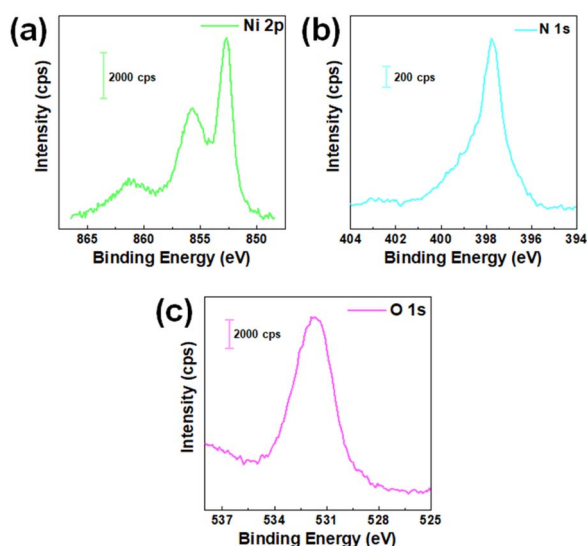 (a)
Ni 2p
2000 cps
Intensity (cps)
865 860 855 850
Binding Energy (eV)
(b)
N 1s
200 cps
Intensity (cps)
404 402 400 398 396 394
Binding Energy (eV)
(c)
O 1s
2000 cps
Intensity (cps)
537 534 531 528 525
Binding Energy (eV)